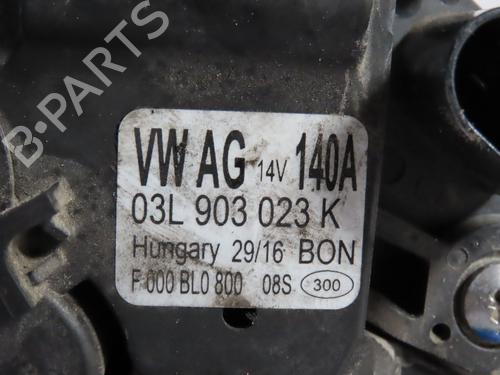 B-PARTS
VW AG 14V 140A
03L 903 023 K
Hungary 29/16 BON
F 000 BL0 800 08S 300